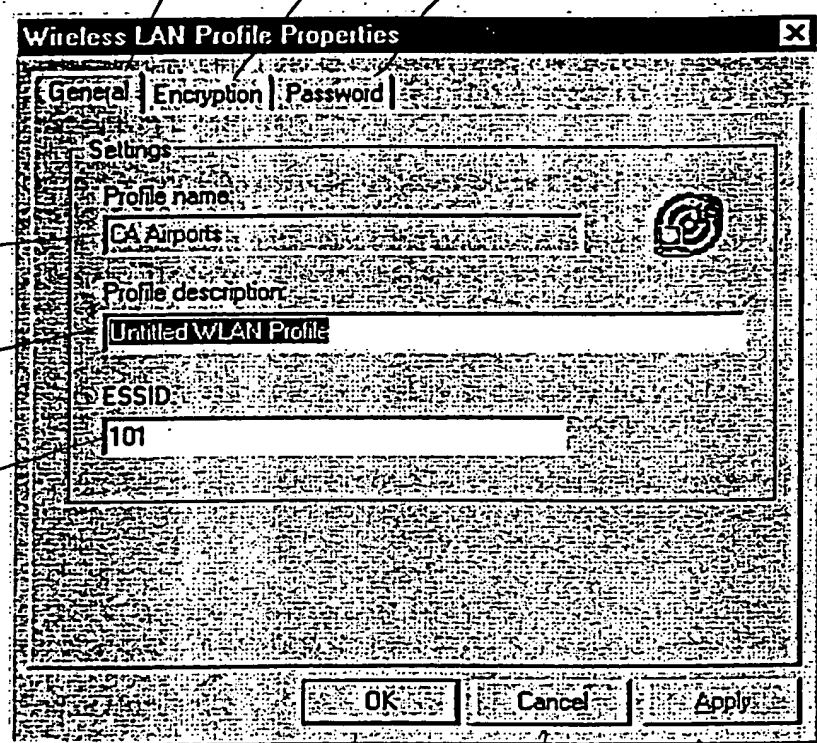 Wireless LAN Profile Properties
General Encryption Password
Settings
Profile name:
CA Airports
Profile description:
Untitled WLAN Profile
ESSID:
101
OK Cancel Apply